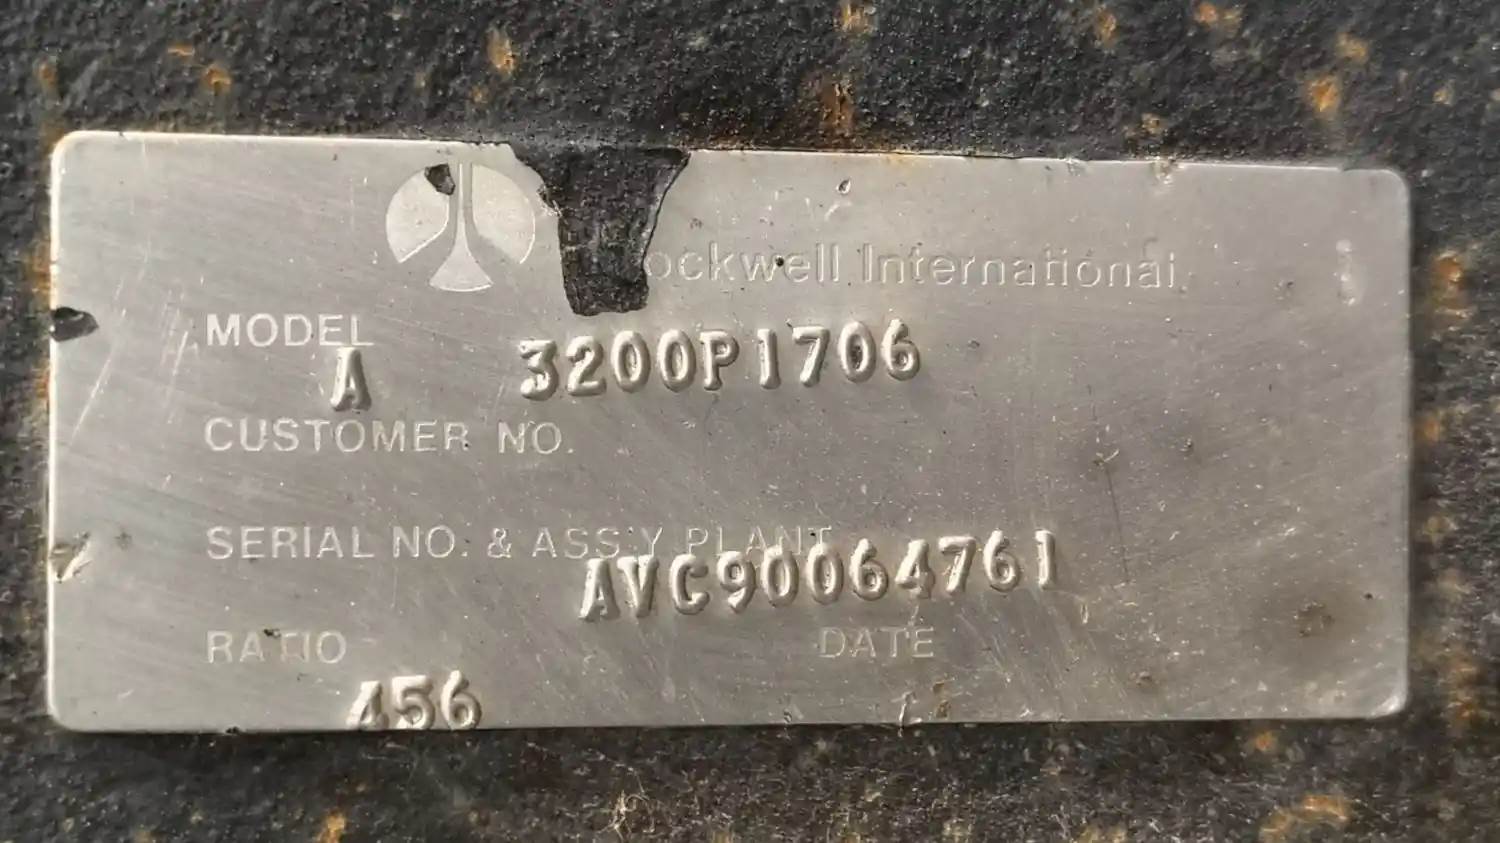 ockwell International
MODEL
A 3200P1706
CUSTOMER NO.
SERIAL NO. & ASS'Y PLANT
AVC90064761
RATIO DATE
456